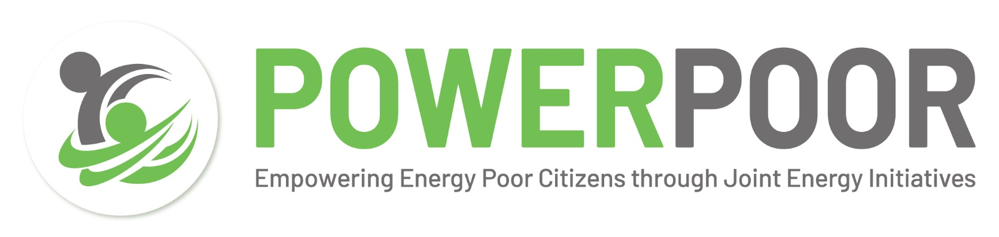 POWERPOOR
Empowering Energy Poor Citizens through Joint Energy Initiatives